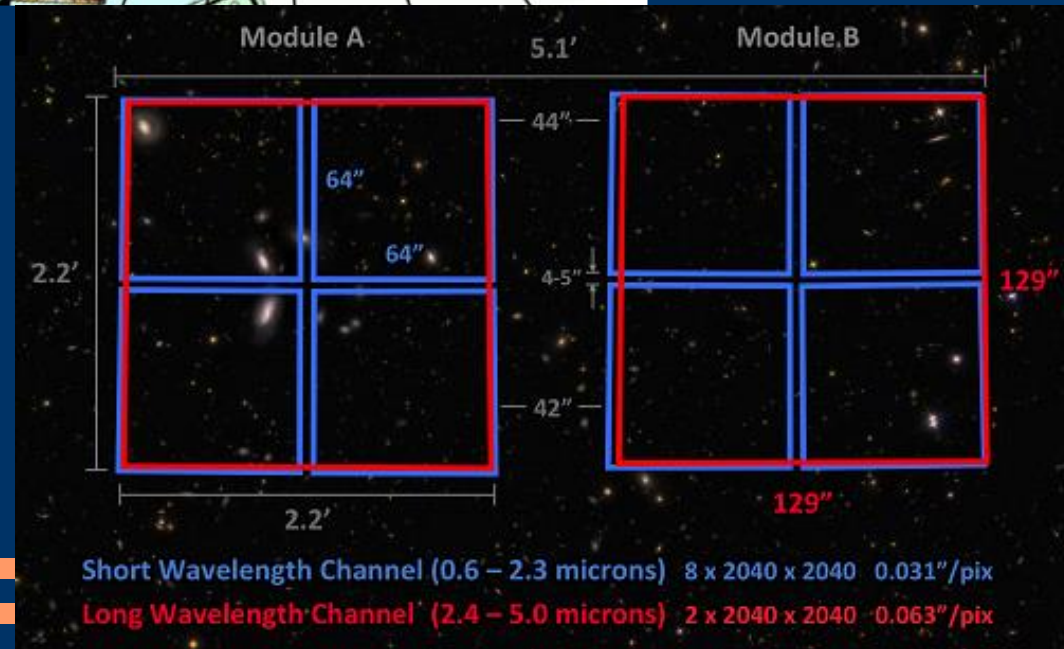 Module A
5.1'
Module B
44"
64"
64"
2.2'
4-5"
129"
42"
129"
2.2'
Short Wavelength Channel (0.6 – 2.3 microns) 8 x 2040 x 2040 0.031"/pix
Long Wavelength Channel (2.4 – 5.0 microns) 2 x 2040 x 2040 0.063"/pix